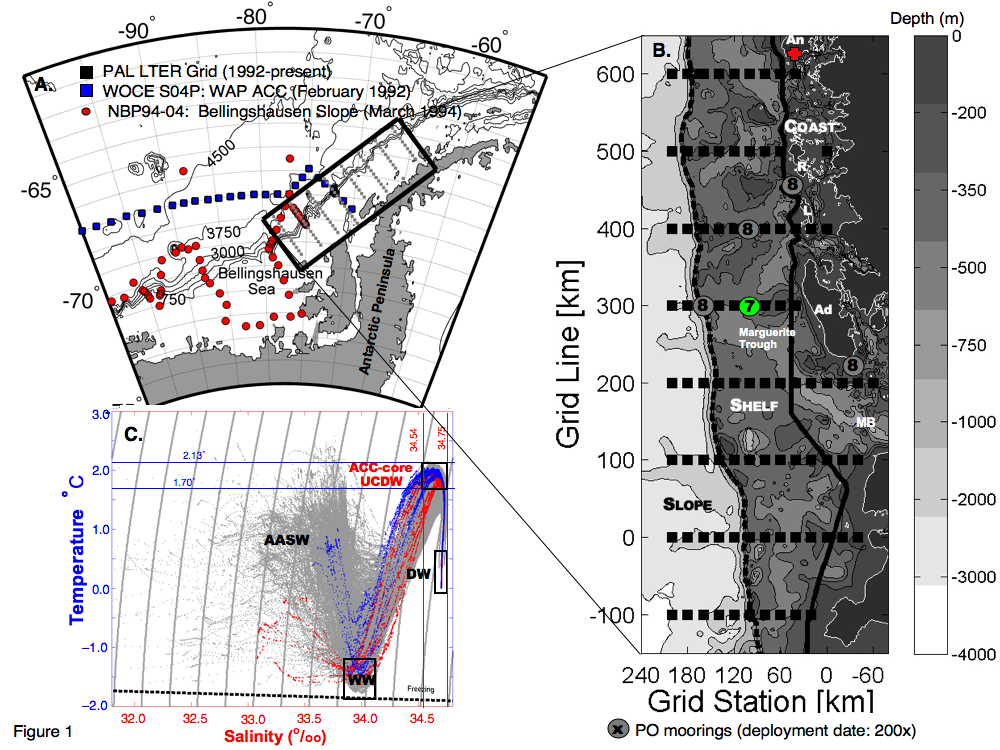 -90
-80
-70
-60
A.
PAL LTER Grid (1992-present)
WOCE S04P: WAP ACC (February 1992)
NBP94-04: Bellingshausen Slope (March 1994)
4500
-65
3750
3000
750
Bellingshausen
Sea
-70
Antarctic Peninsula
B.
Depth (m)
An
600
500
400
300
200
100
0
-100
COAST
R
8
L
8
8
7
Ad
Marguerite
Trough
8
SHELF
MB
SLOPE
Grid Line [km]
240
180
120
60
0
-60
Grid Station [km]
x PO moorings (deployment date: 200x)
0
-200
-350
-500
-750
-1000
-2000
-3000
-4000
C.
3.0
2.0
1.0
0.0
-1.0
-2.0
Temperature °C
2.13°
1.70°
34.54
34.75
ACC-core
UCDW
AASW
DW
WW
Freezing
32.0
32.5
33.0
33.5
34.0
34.5
Salinity (°/oo)
Figure 1